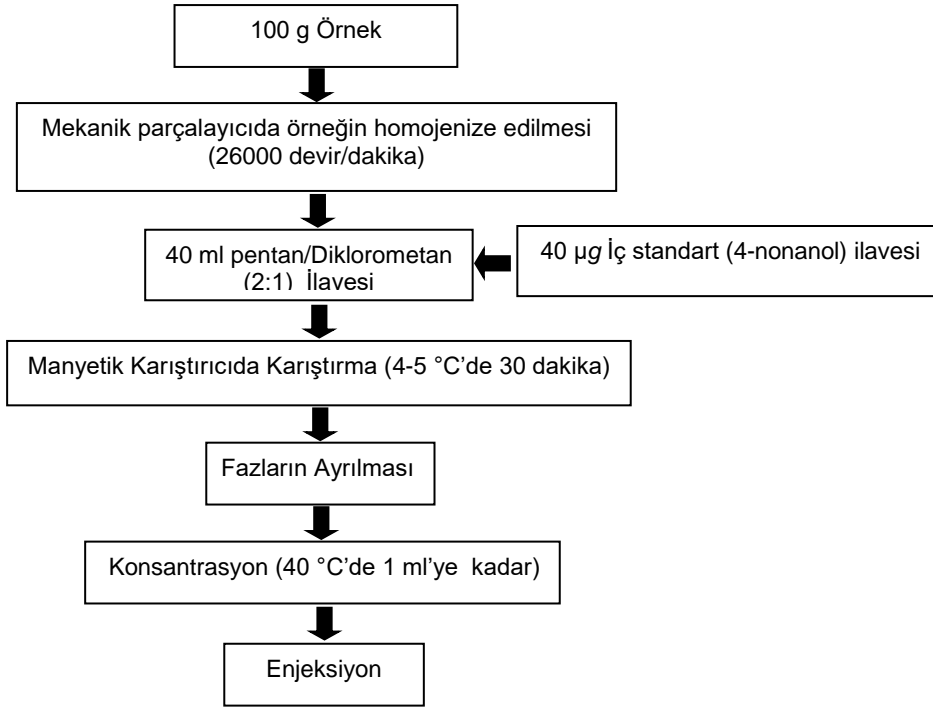 100 g Örnek
Mekanik parçalayıcıda örneğin homojenize edilmesi
(26000 devir/dakika)
40 ml pentan/Diklorometan
(2:1) İlavesi
40 µg İç standart (4-nonanol) ilavesi
Manyetik Karıştırıcıda Karıştırma (4-5 °C’de 30 dakika)
Fazların Ayrılması
Konsantrasyon (40 °C’de 1 ml’ye kadar)
Enjeksiyon